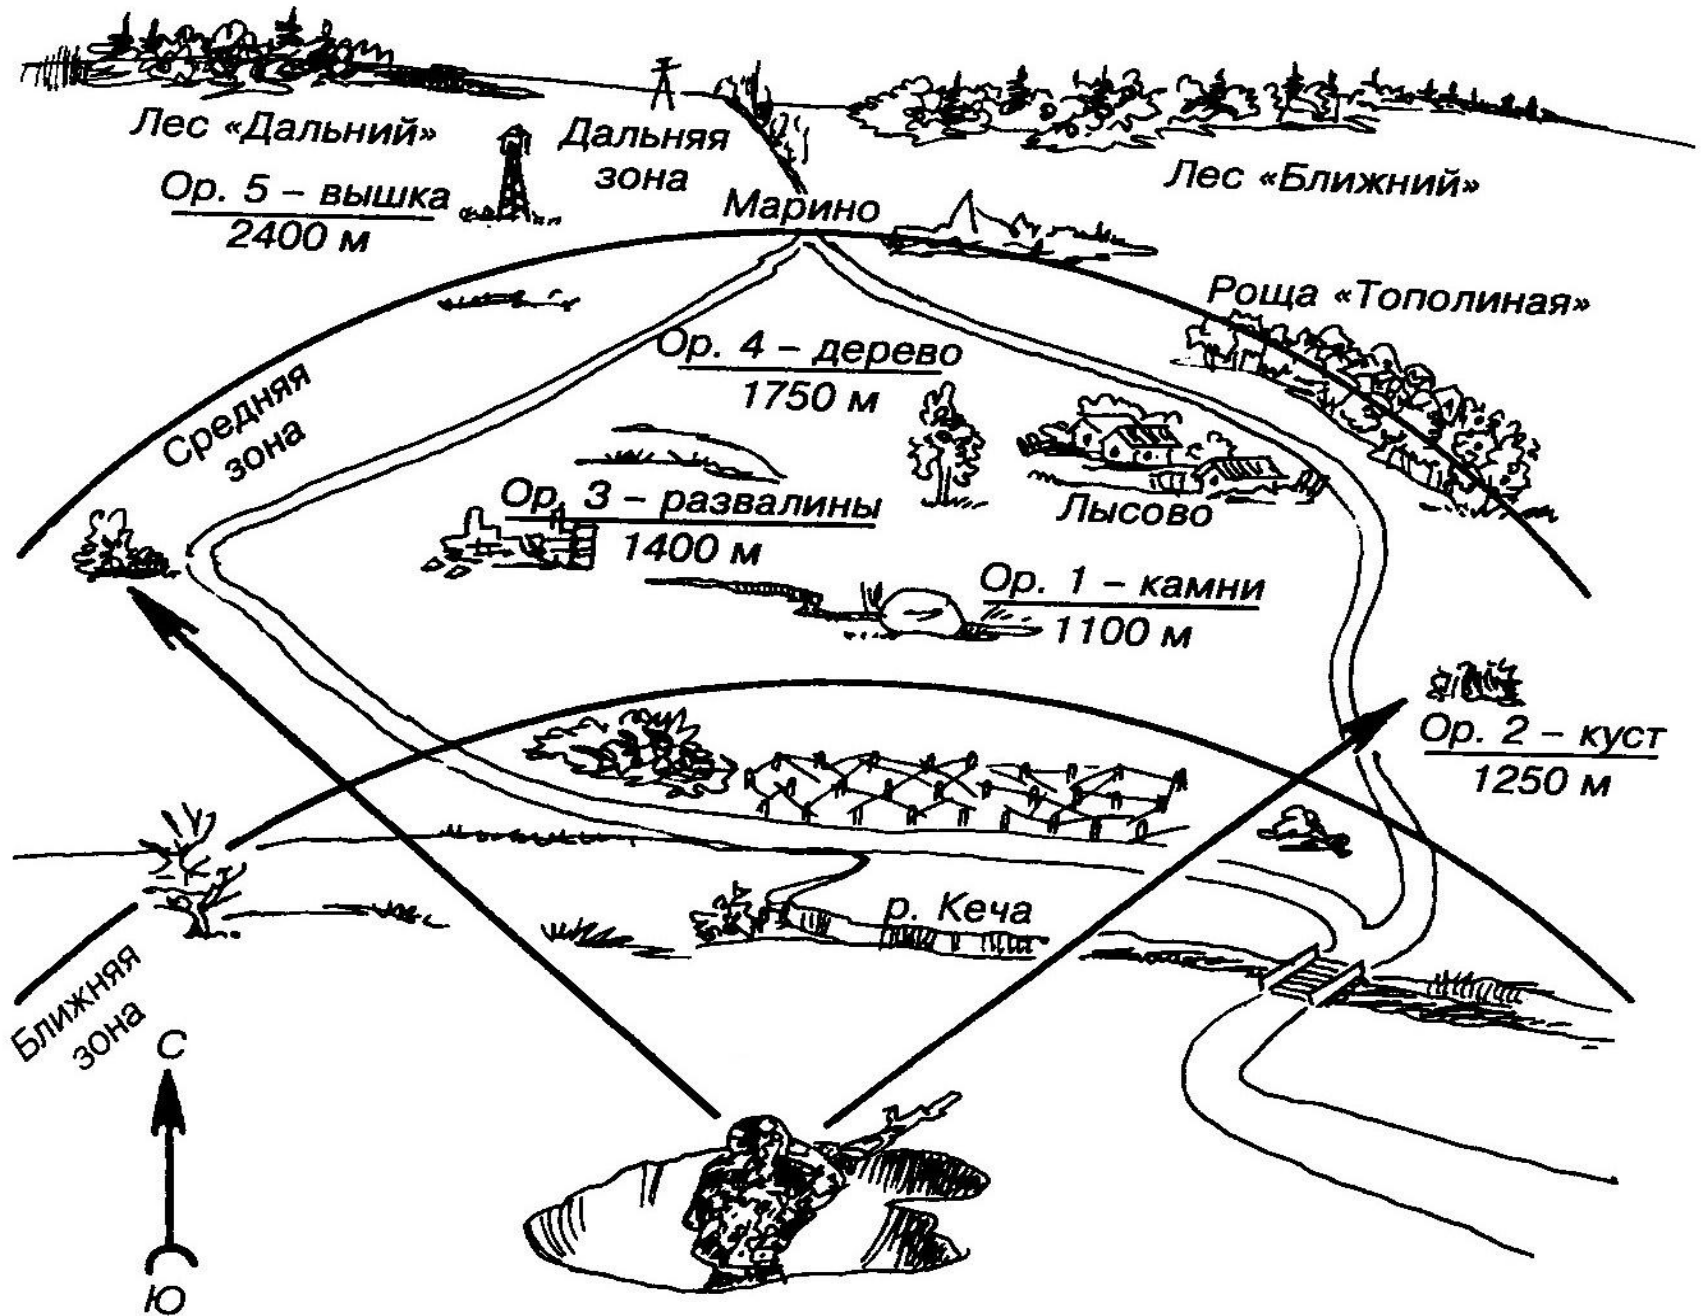 Лес «Дальний»
Дальняя
зона
Лес «Ближний»
Ор. 5 – вышка
2400 м
Марино
Роща «Тополиная»
Ор. 4 – дерево
1750 м
Средняя
зона
Ор. 3 – развалины
1400 м
Лысово
Ор. 1 – камни
1100 м
Ор. 2 – куст
1250 м
р. Кеча
Ближняя
зона
С
Ю